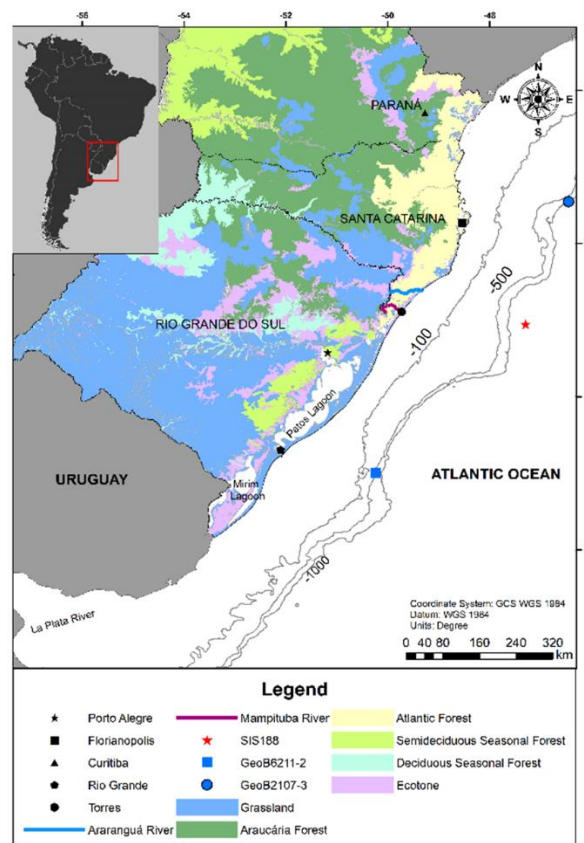 -56
-52
-50
-48
N
W
E
S
PARANÁ
SANTA CATARINA
-500
-100
RIO GRANDE DO SUL
Patos Lagoon
URUGUAY
Mirim
Lagoon
ATLANTIC OCEAN
-1000
La Plata River
Coordinate System: GCS WGS 1984
Datum: WGS 1984
Units: Degree
0 40 80 160 240 320
km
Legend
Porto Alegre
Mampituba River
Atlantic Forest
Florianopolis
SIS188
Semideciduous Seasonal Forest
Curitiba
GeoB6211-2
Deciduous Seasonal Forest
Rio Grande
GeoB2107-3
Ecotone
Torres
Grassland
Araranguá River
Araucária Forest